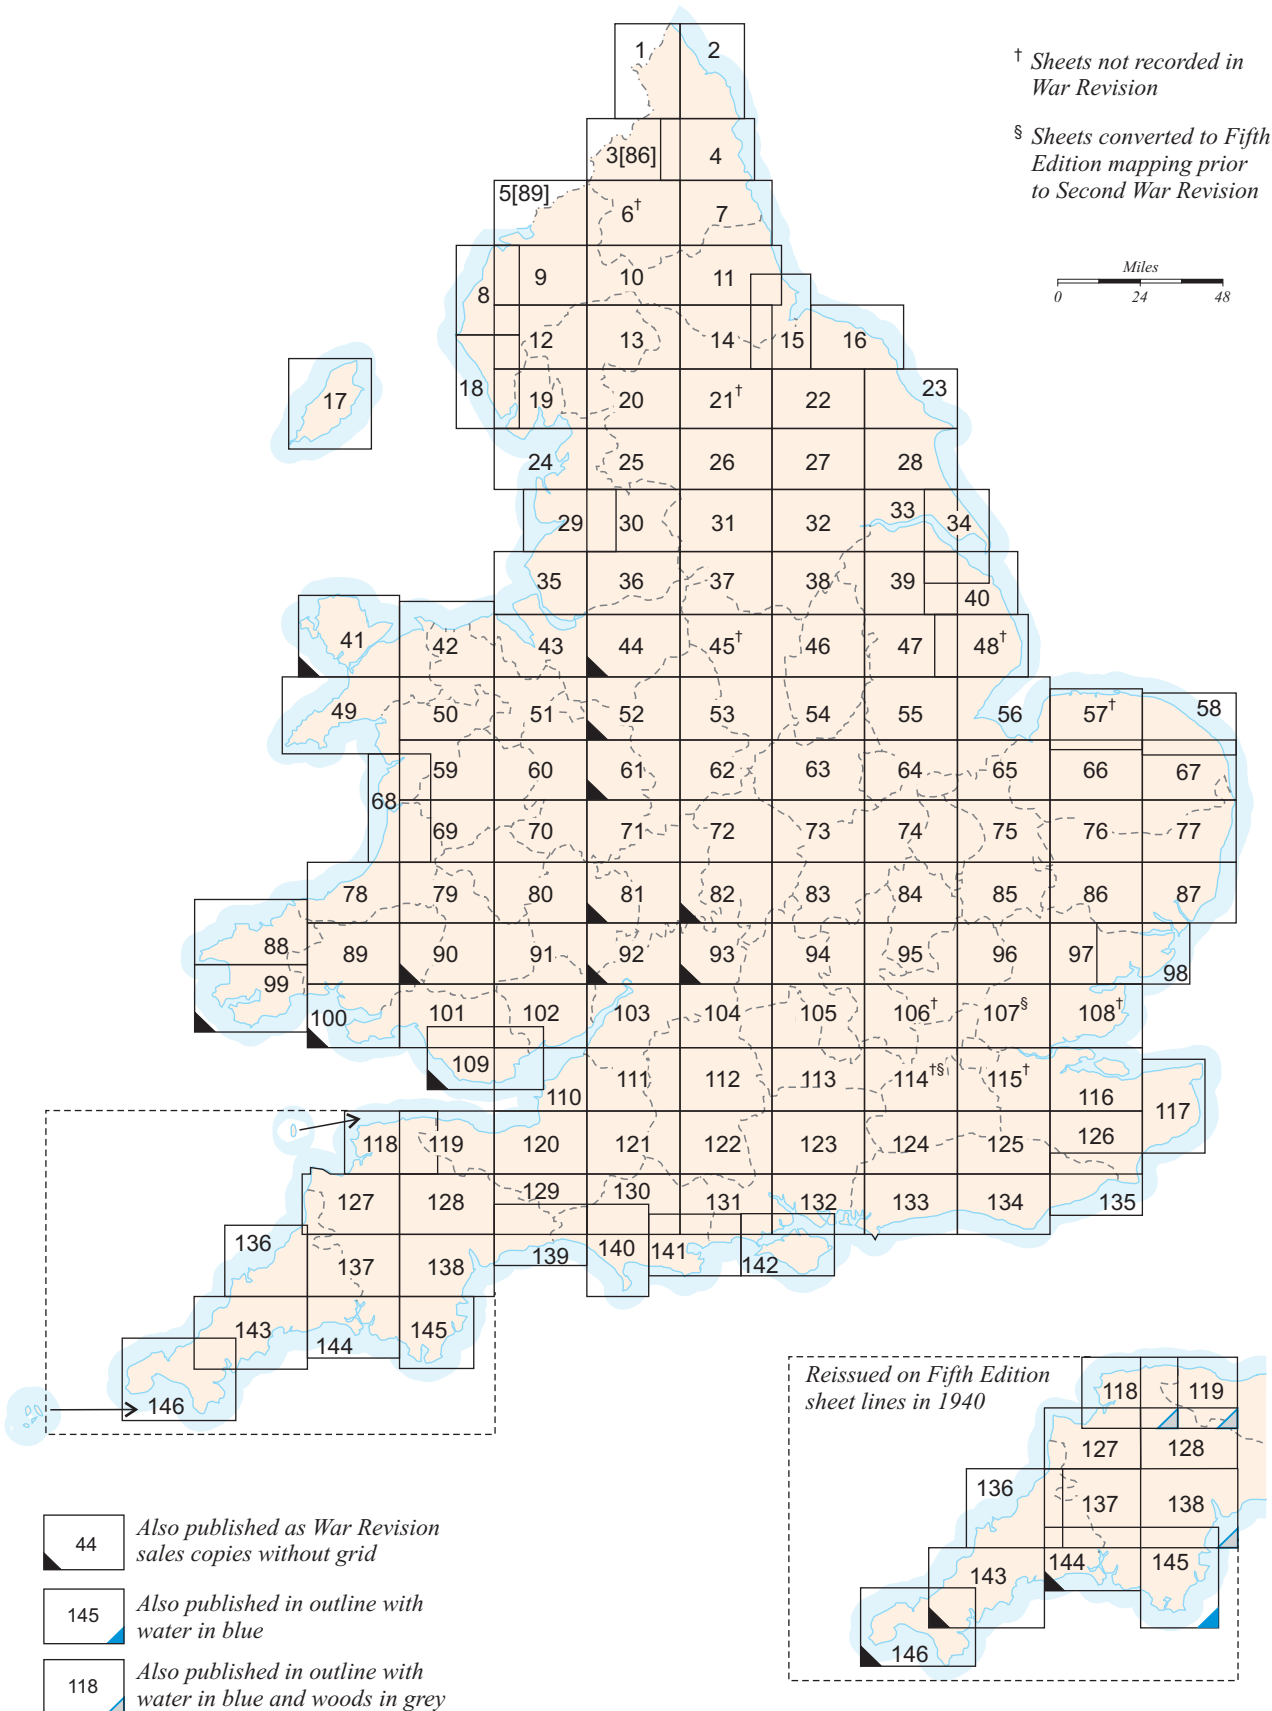 1 2
† Sheets not recorded in
War Revision
3[86] 4
§ Sheets converted to Fifth
Edition mapping prior
to Second War Revision
5[89] 6† 7
Miles
0 24 48
8 9 10 11
12 13 14 15 16
17 18 19 20 21† 22 23
24 25 26 27 28
29 30 31 32 33 34
35 36 37 38 39 40
41 42 43 44 45† 46 47 48†
49 50 51 52 53 54 55 56 57† 58
59 60 61 62 63 64 65 66 67
68 69 70 71 72 73 74 75 76 77
78 79 80 81 82 83 84 85 86 87
88 89 90 91 92 93 94 95 96 97 98
99 100 101 102 103 104 105 106† 107§ 108†
109 110 111 112 113 114†§ 115† 116 117
118 119 120 121 122 123 124 125 126
127 128 129 130 131 132 133 134 135
136 137 138 139 140 141 142
143 144 145
146
Reissued on Fifth Edition
sheet lines in 1940
118 119
127 128
136 137 138
143 144 145
146
44 Also published as War Revision
sales copies without grid
145 Also published in outline with
water in blue
118 Also published in outline with
water in blue and woods in grey